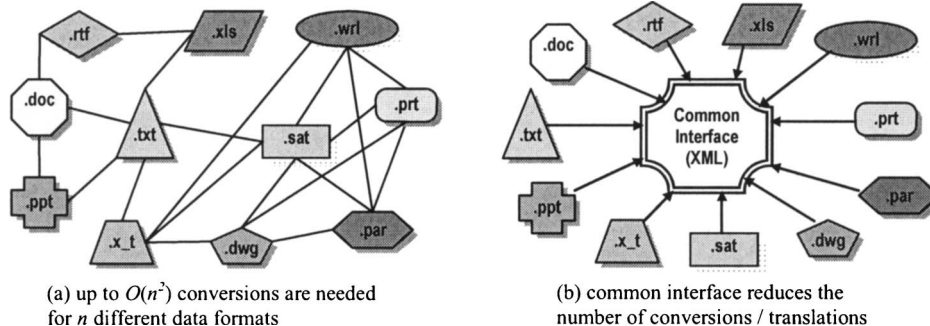 .rtf
.xls
.wrl
.doc
.prt
.txt
.sat
.ppt
.x_t
.dwg
.par
(a) up to O(n²) conversions are needed
for n different data formats
.rtf
.xls
.doc
.wrl
Common
Interface
(XML)
.txt
.prt
.ppt
.par
.x_t
.sat
.dwg
(b) common interface reduces the
number of conversions / translations